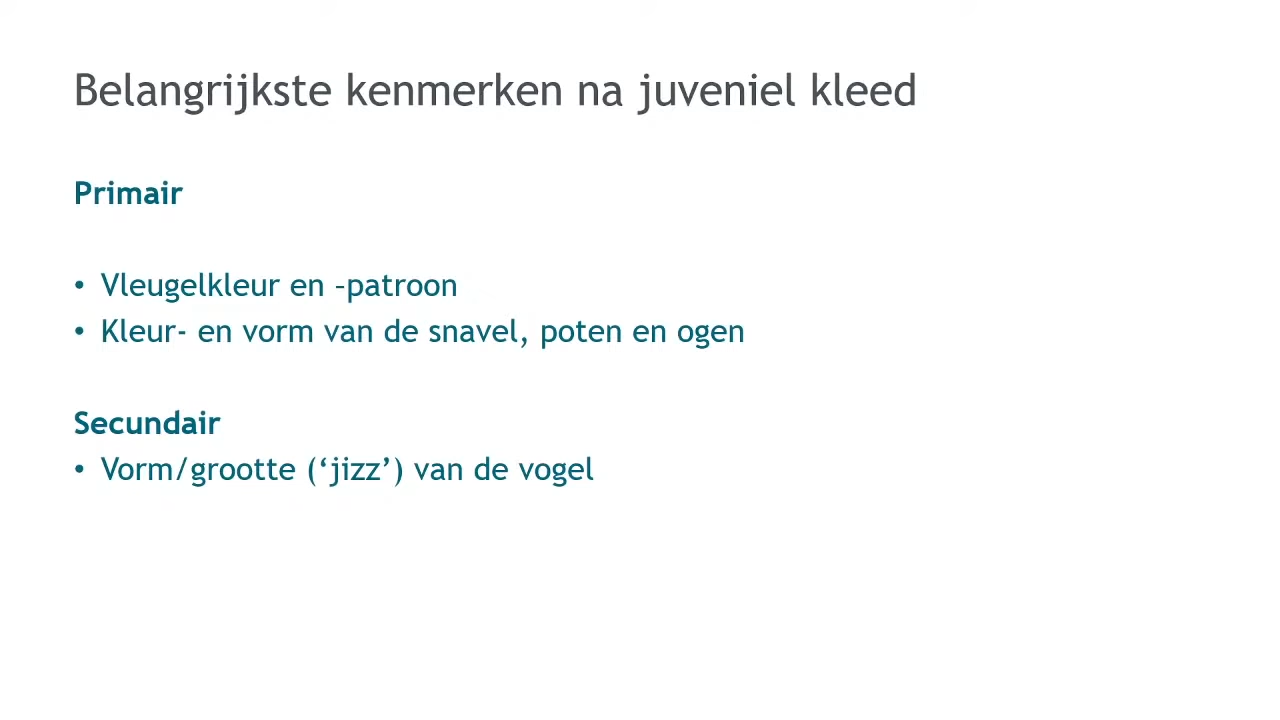 Belangrijkste kenmerken na juveniel kleed
Primair
• Vleugelkleur en –patroon
• Kleur- en vorm van de snavel, poten en ogen
Secundair
• Vorm/grootte (‘jizz’) van de vogel